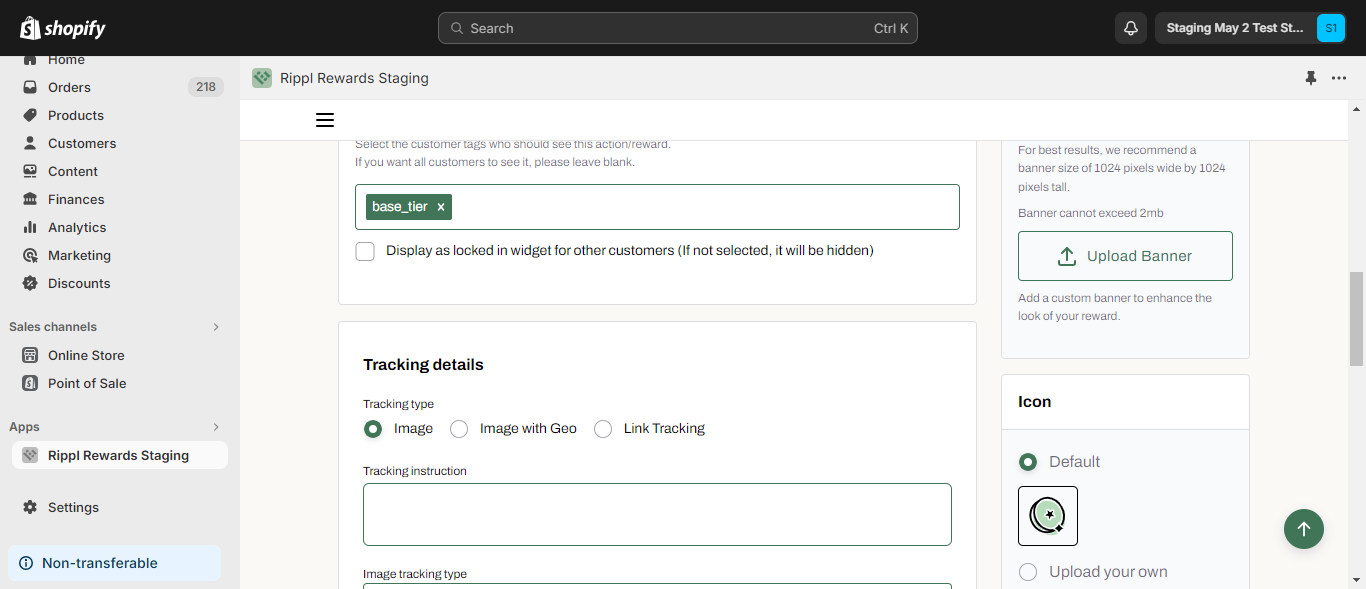 shopify
Search
Ctrl K
Staging May 2 Test St...
S1
Home
Orders
218
Products
Customers
Content
Finances
Analytics
Marketing
Discounts
Sales channels
Online Store
Point of Sale
Apps
Rippl Rewards Staging
Settings
Non-transferable
Rippl Rewards Staging
Select the customer tags who should see this action/reward.
If you want all customers to see it, please leave blank.
base_tier x
Display as locked in widget for other customers (If not selected, it will be hidden)
Tracking details
Tracking type
Image
Image with Geo
Link Tracking
Tracking instruction
Image tracking type
For best results, we recommend a
banner size of 1024 pixels wide by 1024
pixels tall.
Banner cannot exceed 2mb
Upload Banner
Add a custom banner to enhance the
look of your reward.
Icon
Default
Upload your own